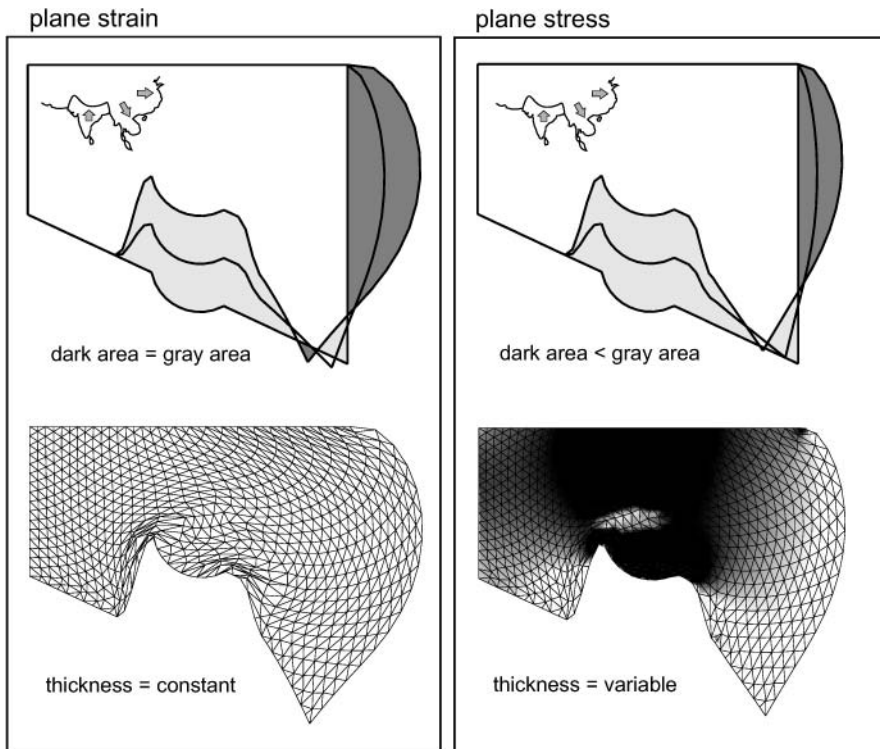 plane strain
plane stress
dark area = gray area
dark area < gray area
thickness = constant
thickness = variable